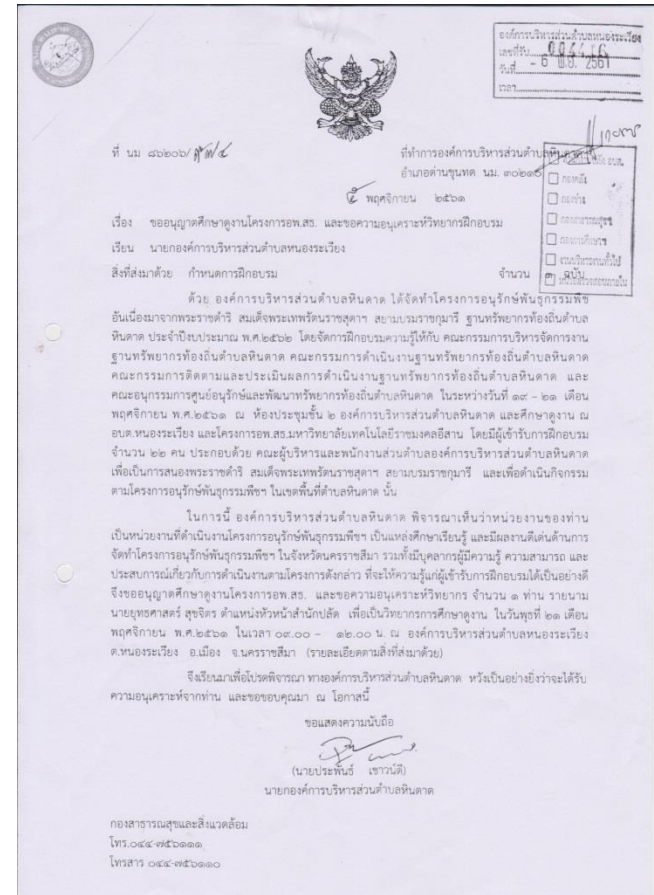 องค์การบริหารส่วนตำบลหนองระเวียง
เลขที่รับ
วันที่ - 6 พ.ย. 2561
เวลา
ที่ นม ๘๖๒๐๖/
ที่ทำการองค์การบริหารส่วนตำบลหินดาด
อำเภอด่านขุนทด นม. ๓๐๒๑๐
๕ พฤศจิกายน ๒๕๖๑
กองคลัง
กองช่าง
กองสาธารณสุขฯ
กองการศึกษาฯ
งานบริหารงานทั่วไป
หน่วยตรวจสอบภายใน
เรื่อง ขออนุญาตศึกษาดูงานโครงการอพ.สธ. และขอความอนุเคราะห์วิทยากรฝึกอบรม
เรียน นายกองค์การบริหารส่วนตำบลหนองระเวียง
สิ่งที่ส่งมาด้วย กำหนดการฝึกอบรม จำนวน ฉบับ
ด้วย องค์การบริหารส่วนตำบลหินดาด ได้จัดทำโครงการอนุรักษ์พันธุกรรมพืช
อันเนื่องมาจากพระราชดำริ สมเด็จพระเทพรัตนราชสุดาฯ สยามบรมราชกุมารี ฐานทรัพยากรท้องถิ่นตำบล
หินดาด ประจำปีงบประมาณ พ.ศ.๒๕๖๒ โดยจัดการฝึกอบรมความรู้ให้กับ คณะกรรมการบริหารจัดการงาน
ฐานทรัพยากรท้องถิ่นตำบลหินดาด คณะกรรมการดำเนินงานฐานทรัพยากรท้องถิ่นตำบลหินดาด
คณะกรรมการติดตามและประเมินผลการดำเนินงานฐานทรัพยากรท้องถิ่นตำบลหินดาด และ
คณะอนุกรรมการศูนย์อนุรักษ์และพัฒนาทรัพยากรท้องถิ่นตำบลหินดาด ในระหว่างวันที่ ๑๙ – ๒๑ เดือน
พฤศจิกายน พ.ศ.๒๕๖๑ ณ ห้องประชุมชั้น ๒ องค์การบริหารส่วนตำบลหินดาด และศึกษาดูงาน ณ
อบต.หนองระเวียง และโครงการอพ.สธ.มหาวิทยาลัยเทคโนโลยีราชมงคลอีสาน โดยมีผู้เข้ารับการฝึกอบรม
จำนวน ๒๒ คน ประกอบด้วย คณะผู้บริหารและพนักงานส่วนตำบลองค์การบริหารส่วนตำบลหินดาด
เพื่อเป็นการสนองพระราชดำริ สมเด็จพระเทพรัตนราชสุดาฯ สยามบรมราชกุมารี และเพื่อดำเนินกิจกรรม
ตามโครงการอนุรักษ์พันธุกรรมพืชฯ ในเขตพื้นที่ตำบลหินดาด นั้น
ในการนี้ องค์การบริหารส่วนตำบลหินดาด พิจารณาเห็นว่าหน่วยงานของท่าน
เป็นหน่วยงานที่ดำเนินงานโครงการอนุรักษ์พันธุกรรมพืชฯ เป็นแหล่งศึกษาเรียนรู้ และมีผลงานดีเด่นด้านการ
จัดทำโครงการอนุรักษ์พันธุกรรมพืชฯ ในจังหวัดนครราชสีมา รวมทั้งมีบุคลากรผู้มีความรู้ ความสามารถ และ
ประสบการณ์เกี่ยวกับการดำเนินงานตามโครงการดังกล่าว ที่จะให้ความรู้แก่ผู้เข้ารับการฝึกอบรมได้เป็นอย่างดี
จึงขออนุญาตศึกษาดูงานโครงการอพ.สธ. และขอความอนุเคราะห์วิทยากร จำนวน ๑ ท่าน รายนาม
นายยุทธศาสตร์ สุขจิตร ตำแหน่งหัวหน้าสำนักปลัด เพื่อเป็นวิทยากรการศึกษาดูงาน ในวันพุธที่ ๒๑ เดือน
พฤศจิกายน พ.ศ.๒๕๖๑ ในเวลา ๐๙.๐๐ – ๑๒.๐๐ น. ณ องค์การบริหารส่วนตำบลหนองระเวียง
ต.หนองระเวียง อ.เมือง จ.นครราชสีมา (รายละเอียดตามสิ่งที่ส่งมาด้วย)
จึงเรียนมาเพื่อโปรดพิจารณา ทางองค์การบริหารส่วนตำบลหินดาด หวังเป็นอย่างยิ่งว่าจะได้รับ
ความอนุเคราะห์จากท่าน และขอขอบคุณมา ณ โอกาสนี้
ขอแสดงความนับถือ
(นายประพันธ์ เชาวน์ดี)
นายกองค์การบริหารส่วนตำบลหินดาด
กองสาธารณสุขและสิ่งแวดล้อม
โทร.๐๔๔-๗๕๖๑๑๑
โทรสาร ๐๔๔-๗๕๖๑๑๐